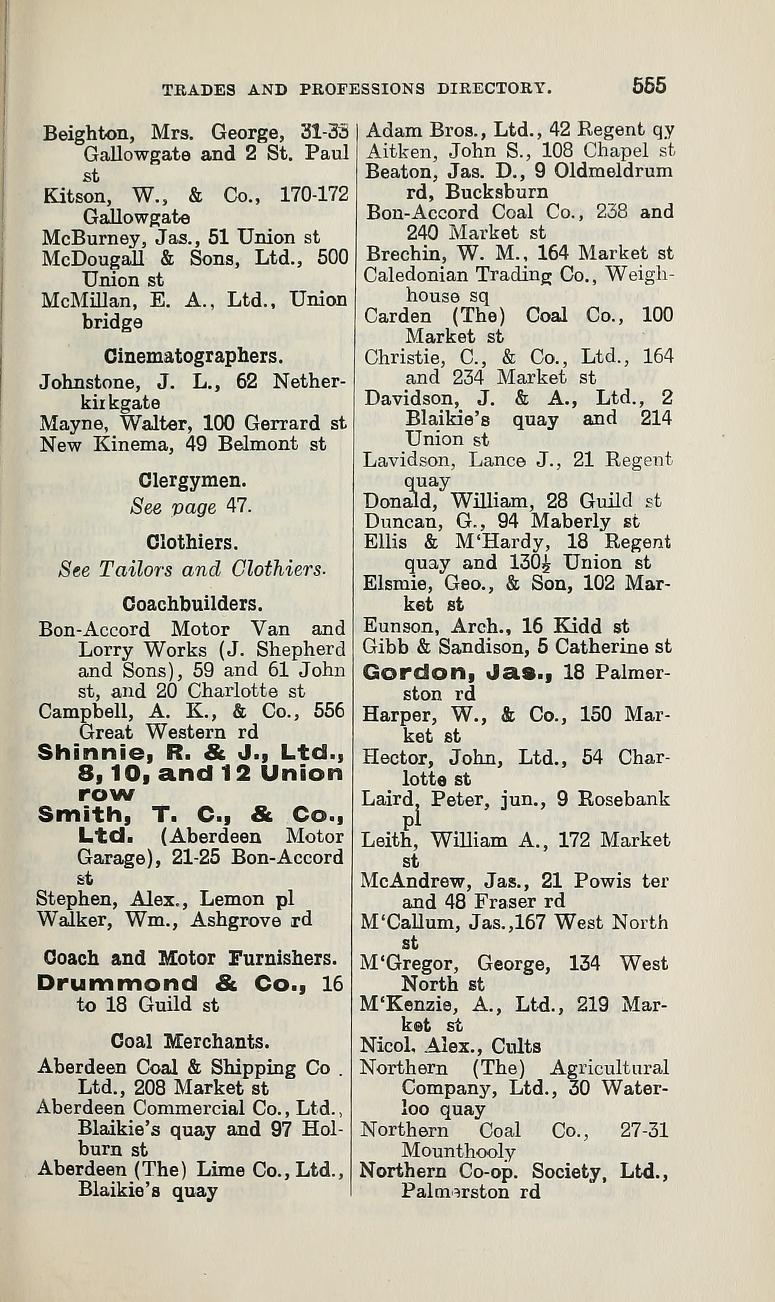 TRADES AND PROFESSIONS DIRECTORY. 555
Beighton, Mrs. George, 31-33
Gallowgate and 2 St. Paul
st
Kitson, W., & Co., 170-172
Gallowgate
McBurney, Jas., 51 Union st
McDougall & Sons, Ltd., 500
Union st
McMillan, E. A., Ltd., Union
bridge
Cinematographers.
Johnstone, J. L., 62 Nether-
kirkgate
Mayne, Walter, 100 Gerrard st
New Kinema, 49 Belmont st
Clergymen.
See page 47.
Clothiers.
See Tailors and Clothiers.
Coachbuilders.
Bon-Accord Motor Van and
Lorry Works (J. Shepherd
and Sons), 59 and 61 John
st, and 20 Charlotte st
Campbell, A. K., & Co., 556
Great Western rd
Shinnie, R. & J., Ltd.,
8, 10, and 12 Union
row
Smith, T. C., & Co.,
Ltd. (Aberdeen Motor
Garage), 21-25 Bon-Accord
st
Stephen, Alex., Lemon pl
Walker, Wm., Ashgrove rd
Coach and Motor Furnishers.
Drummond & Co., 16
to 18 Guild st
Coal Merchants.
Aberdeen Coal & Shipping Co.
Ltd., 208 Market st
Aberdeen Commercial Co., Ltd.,
Blaikie's quay and 97 Hol-
burn st
Aberdeen (The) Lime Co., Ltd.,
Blaikie's quay
Adam Bros., Ltd., 42 Regent qy
Aitken, John S., 108 Chapel st
Beaton, Jas. D., 9 Oldmeldrum
rd, Bucksburn
Bon-Accord Coal Co., 238 and
240 Market st
Brechin, W. M., 164 Market st
Caledonian Trading Co., Weigh-
house sq
Carden (The) Coal Co., 100
Market st
Christie, C., & Co., Ltd., 164
and 234 Market st
Davidson, J. & A., Ltd., 2
Blaikie's quay and 214
Union st
Lavidson, Lance J., 21 Regent
quay
Donald, William, 28 Guild st
Duncan, G., 94 Maberly st
Ellis & M'Hardy, 18 Regent
quay and 130½ Union st
Elsmie, Geo., & Son, 102 Mar-
ket st
Eunson, Arch., 16 Kidd st
Gibb & Sandison, 5 Catherine st
Gordon, Jas., 18 Palmer-
ston rd
Harper, W., & Co., 150 Mar-
ket st
Hector, John, Ltd., 54 Char-
lotte st
Laird, Peter, jun., 9 Rosebank
pl
Leith, William A., 172 Market
st
McAndrew, Jas., 21 Powis ter
and 48 Fraser rd
M'Callum, Jas.,167 West North
st
M'Gregor, George, 134 West
North st
M'Kenzie, A., Ltd., 219 Mar-
ket st
Nicol, Alex., Cults
Northern (The) Agricultural
Company, Ltd., 30 Water-
loo quay
Northern Coal Co., 27-31
Mounthooly
Northern Co-op. Society, Ltd.,
Palmerston rd